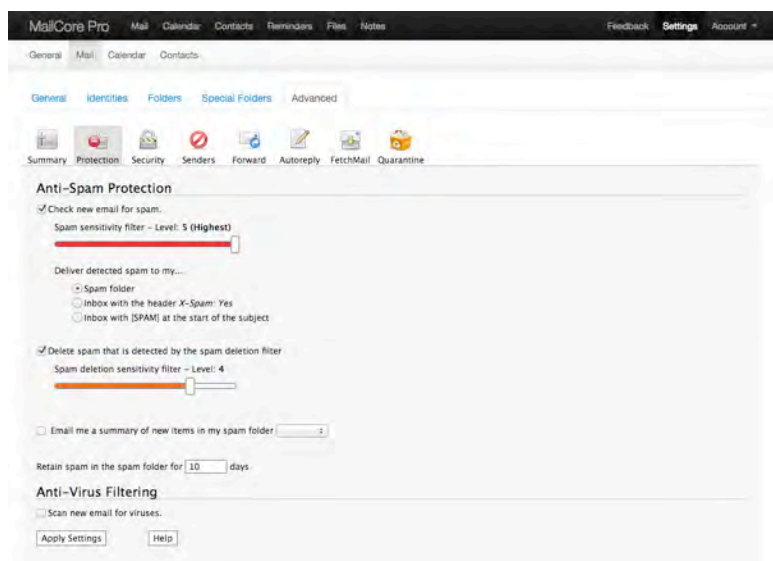 MailCore Pro Mail Calendar Contacts Reminders Files Notes Feedback Settings Account
General Mail Calendar Contacts
General Identities Folders Special Folders Advanced
Summary Protection Security Senders Forward Autoreply FetchMail Quarantine
Anti-Spam Protection
Check new email for spam.
Spam sensitivity filter - Level: 5 (Highest)
Deliver detected spam to my...
Spam folder
Inbox with the header X-Spam: Yes
Inbox with [SPAM] at the start of the subject
Delete spam that is detected by the spam deletion filter
Spam deletion sensitivity filter - Level: 4
Email me a summary of new items in my spam folder
Retain spam in the spam folder for 10 days
Anti-Virus Filtering
Scan new email for viruses.
Apply Settings Help